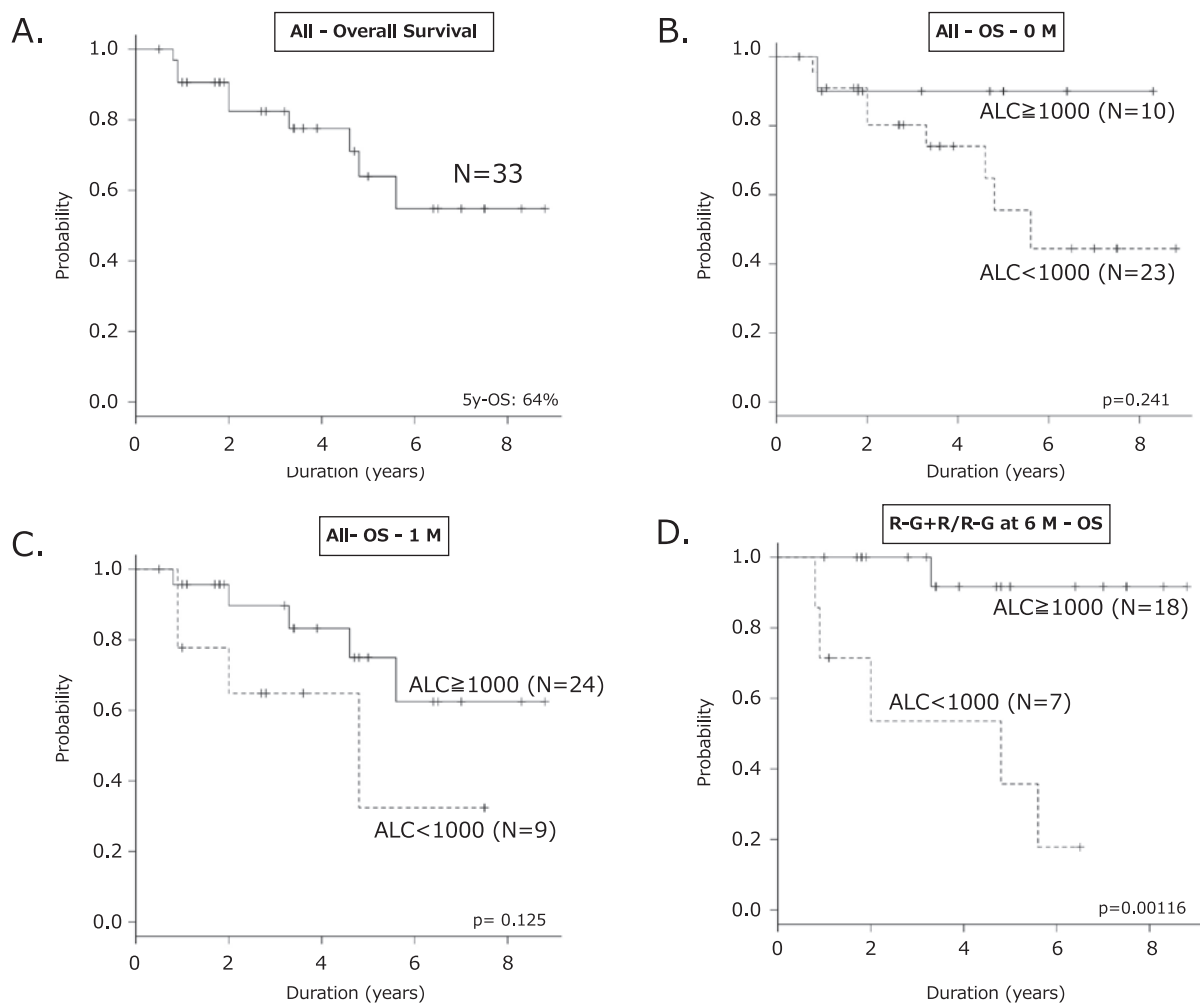 A.
All - Overall Survival
1.0
0.8
0.6
0.4
0.2
0.0
Probability
N=33
5y-OS: 64%
0 2 4 6 8
Duration (years)
B.
All - OS - 0 M
1.0
0.8
0.6
0.4
0.2
0.0
Probability
ALC≧1000 (N=10)
ALC<1000 (N=23)
p=0.241
0 2 4 6 8
Duration (years)
C.
All- OS - 1 M
1.0
0.8
0.6
0.4
0.2
0.0
Probability
ALC≧1000 (N=24)
ALC<1000 (N=9)
p= 0.125
0 2 4 6 8
Duration (years)
D.
R-G+R/R-G at 6 M - OS
1.0
0.8
0.6
0.4
0.2
0.0
Probability
ALC≧1000 (N=18)
ALC<1000 (N=7)
p=0.00116
0 2 4 6 8
Duration (years)